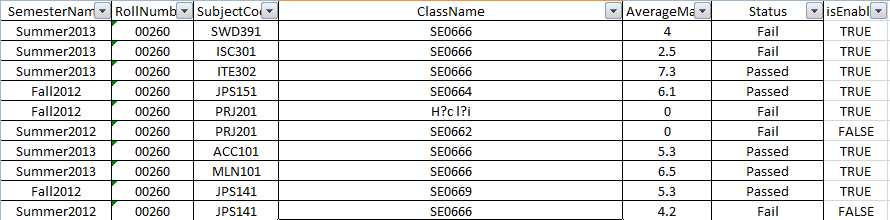 SemesterNam RollNumb SubjectCo ClassName AverageMa Status isEnabl
Summer2013 00260 SWD391 SE0666 4 Fail TRUE
Summer2013 00260 ISC301 SE0666 2.5 Fail TRUE
Summer2013 00260 ITE302 SE0666 7.3 Passed TRUE
Fall2012 00260 JPS151 SE0664 6.1 Passed TRUE
Fall2012 00260 PRJ201 H?c l?i 0 Fail TRUE
Summer2012 00260 PRJ201 SE0662 0 Fail FALSE
Summer2013 00260 ACC101 SE0666 5.3 Passed TRUE
Summer2013 00260 MLN101 SE0666 6.5 Passed TRUE
Fall2012 00260 JPS141 SE0669 5.3 Passed TRUE
Summer2012 00260 JPS141 SE0666 4.2 Fail FALSE